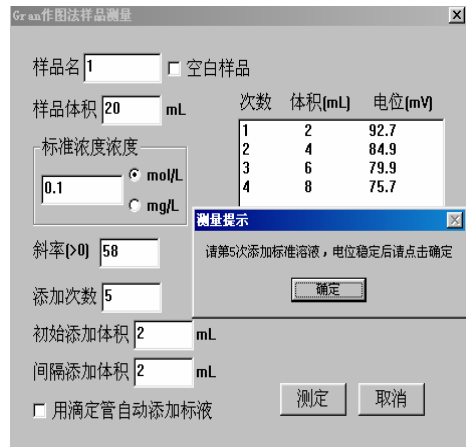 Gran作图法样品测量
样品名 1 空白样品
样品体积 20 mL
次数 体积(mL) 电位(mV)
1 2 92.7
2 4 84.9
3 6 79.9
4 8 75.7
标准浓度浓度
0.1 mol/L
mg/L
测量提示
请第5次添加标准溶液，电位稳定后请点击确定
确定
斜率(>0) 58
添加次数 5
初始添加体积 2 mL
间隔添加体积 2 mL
用滴定管自动添加标液
测定 取消